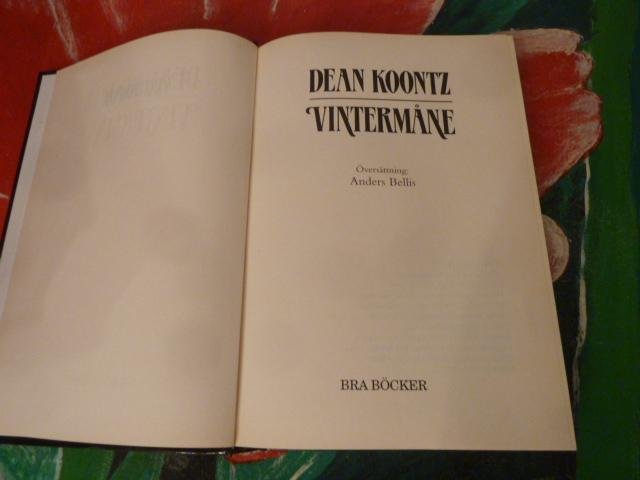 DEAN KOONTZ
VINTERMÅNE
Översättning:
Anders Bellis
BRA BÖCKER